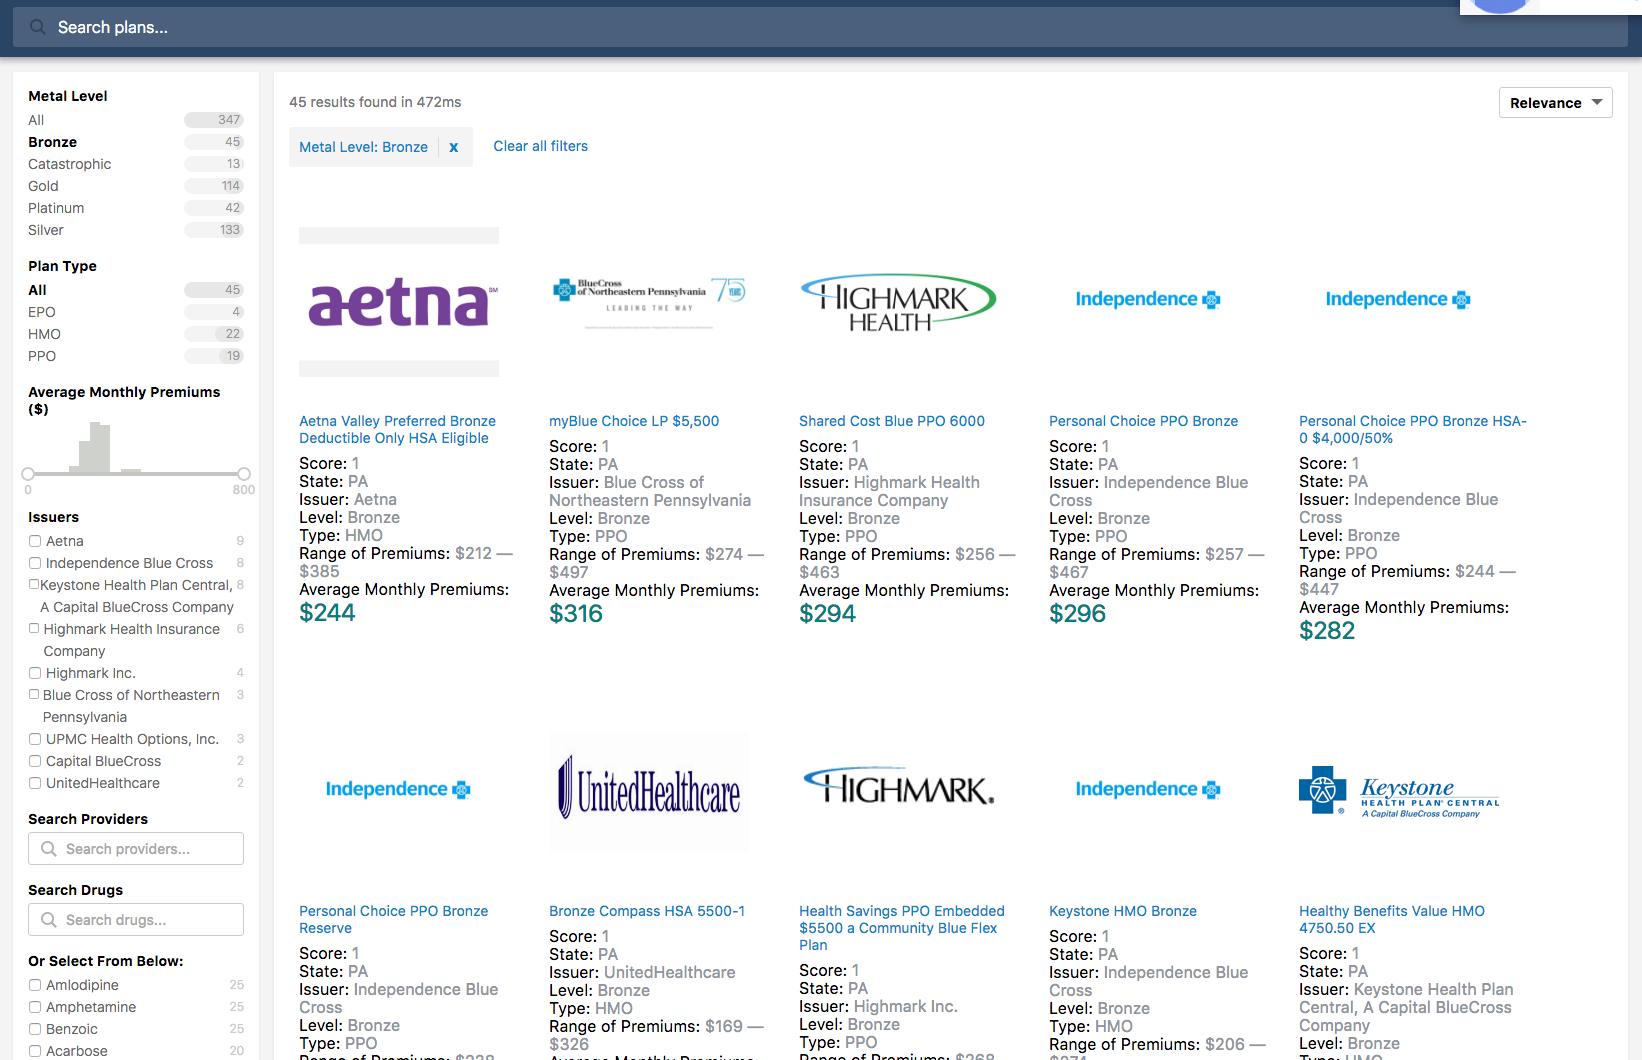 Search plans...
Metal Level
All 347
Bronze 45
Catastrophic 13
Gold 114
Platinum 42
Silver 133
Plan Type
All 45
EPO 4
HMO 22
PPO 19
Average Monthly Premiums
($)
0 800
Issuers
Aetna 9
Independence Blue Cross 8
Keystone Health Plan Central, 8
A Capital BlueCross Company
Highmark Health Insurance 6
Company
Highmark Inc. 4
Blue Cross of Northeastern 3
Pennsylvania
UPMC Health Options, Inc. 3
Capital BlueCross 2
UnitedHealthcare 2
Search Providers
Search providers...
Search Drugs
Search drugs...
Or Select From Below:
Amlodipine 25
Amphetamine 25
Benzoic 25
Acarbose 20
45 results found in 472ms
Relevance
Metal Level: Bronze x
Clear all filters
aetna SM
Aetna Valley Preferred Bronze
Deductible Only HSA Eligible
Score: 1
State: PA
Issuer: Aetna
Level: Bronze
Type: HMO
Range of Premiums: $212 —
$385
Average Monthly Premiums:
$244
BlueCross
of Northeastern Pennsylvania
75 YEARS
LEADING THE WAY
myBlue Choice LP $5,500
Score: 1
State: PA
Issuer: Blue Cross of
Northeastern Pennsylvania
Level: Bronze
Type: PPO
Range of Premiums: $274 —
$497
Average Monthly Premiums:
$316
HIGHMARK
HEALTH
Shared Cost Blue PPO 6000
Score: 1
State: PA
Issuer: Highmark Health
Insurance Company
Level: Bronze
Type: PPO
Range of Premiums: $256 —
$463
Average Monthly Premiums:
$294
Independence
Personal Choice PPO Bronze
Score: 1
State: PA
Issuer: Independence Blue
Cross
Level: Bronze
Type: PPO
Range of Premiums: $257 —
$467
Average Monthly Premiums:
$296
Independence
Personal Choice PPO Bronze HSA-
0 $4,000/50%
Score: 1
State: PA
Issuer: Independence Blue
Cross
Level: Bronze
Type: PPO
Range of Premiums: $244 —
$447
Average Monthly Premiums:
$282
Independence
Personal Choice PPO Bronze
Reserve
Score: 1
State: PA
Issuer: Independence Blue
Cross
Level: Bronze
Type: PPO
Range of Premiums: $228
UnitedHealthcare
Bronze Compass HSA 5500-1
Score: 1
State: PA
Issuer: UnitedHealthcare
Level: Bronze
Type: HMO
Range of Premiums: $169 —
$326
Average Monthly Premiums:
HIGHMARK®
Health Savings PPO Embedded
$5500 a Community Blue Flex
Plan
Score: 1
State: PA
Issuer: Highmark Inc.
Level: Bronze
Type: PPO
Range of Premiums: $268
Independence
Keystone HMO Bronze
Score: 1
State: PA
Issuer: Independence Blue
Cross
Level: Bronze
Type: HMO
Range of Premiums: $206 —
$374
® Keystone
HEALTH PLAN® CENTRAL
A Capital BlueCross Company
Healthy Benefits Value HMO
4750.50 EX
Score: 1
State: PA
Issuer: Keystone Health Plan
Central, A Capital BlueCross
Company
Level: Bronze
Type: HMO